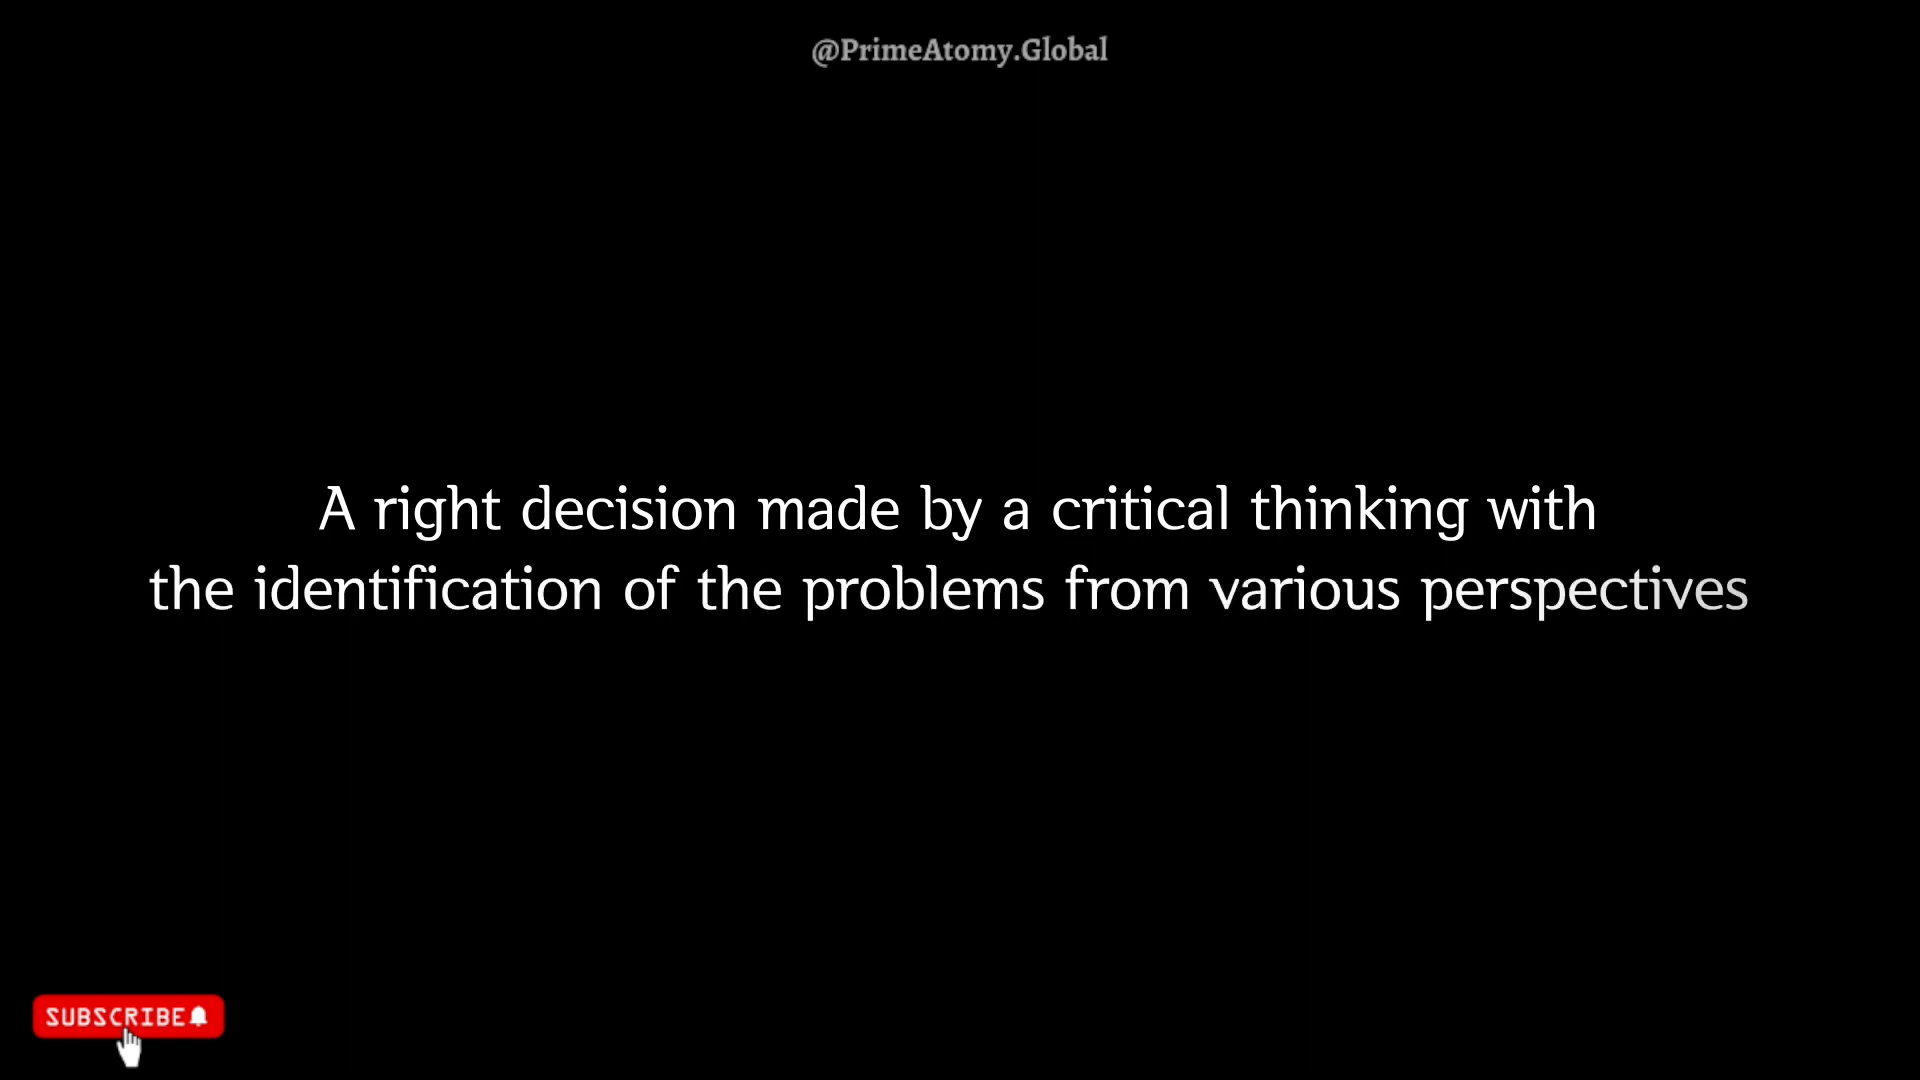 @PrimeAtomy.Global
A right decision made by a critical thinking with
the identification of the problems from various perspectives
SUBSCRIBE